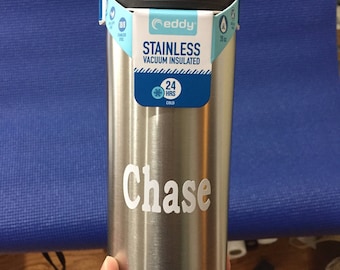 eddy
STAINLESS
VACUUM INSULATED
24
HRS
COLD
Chase